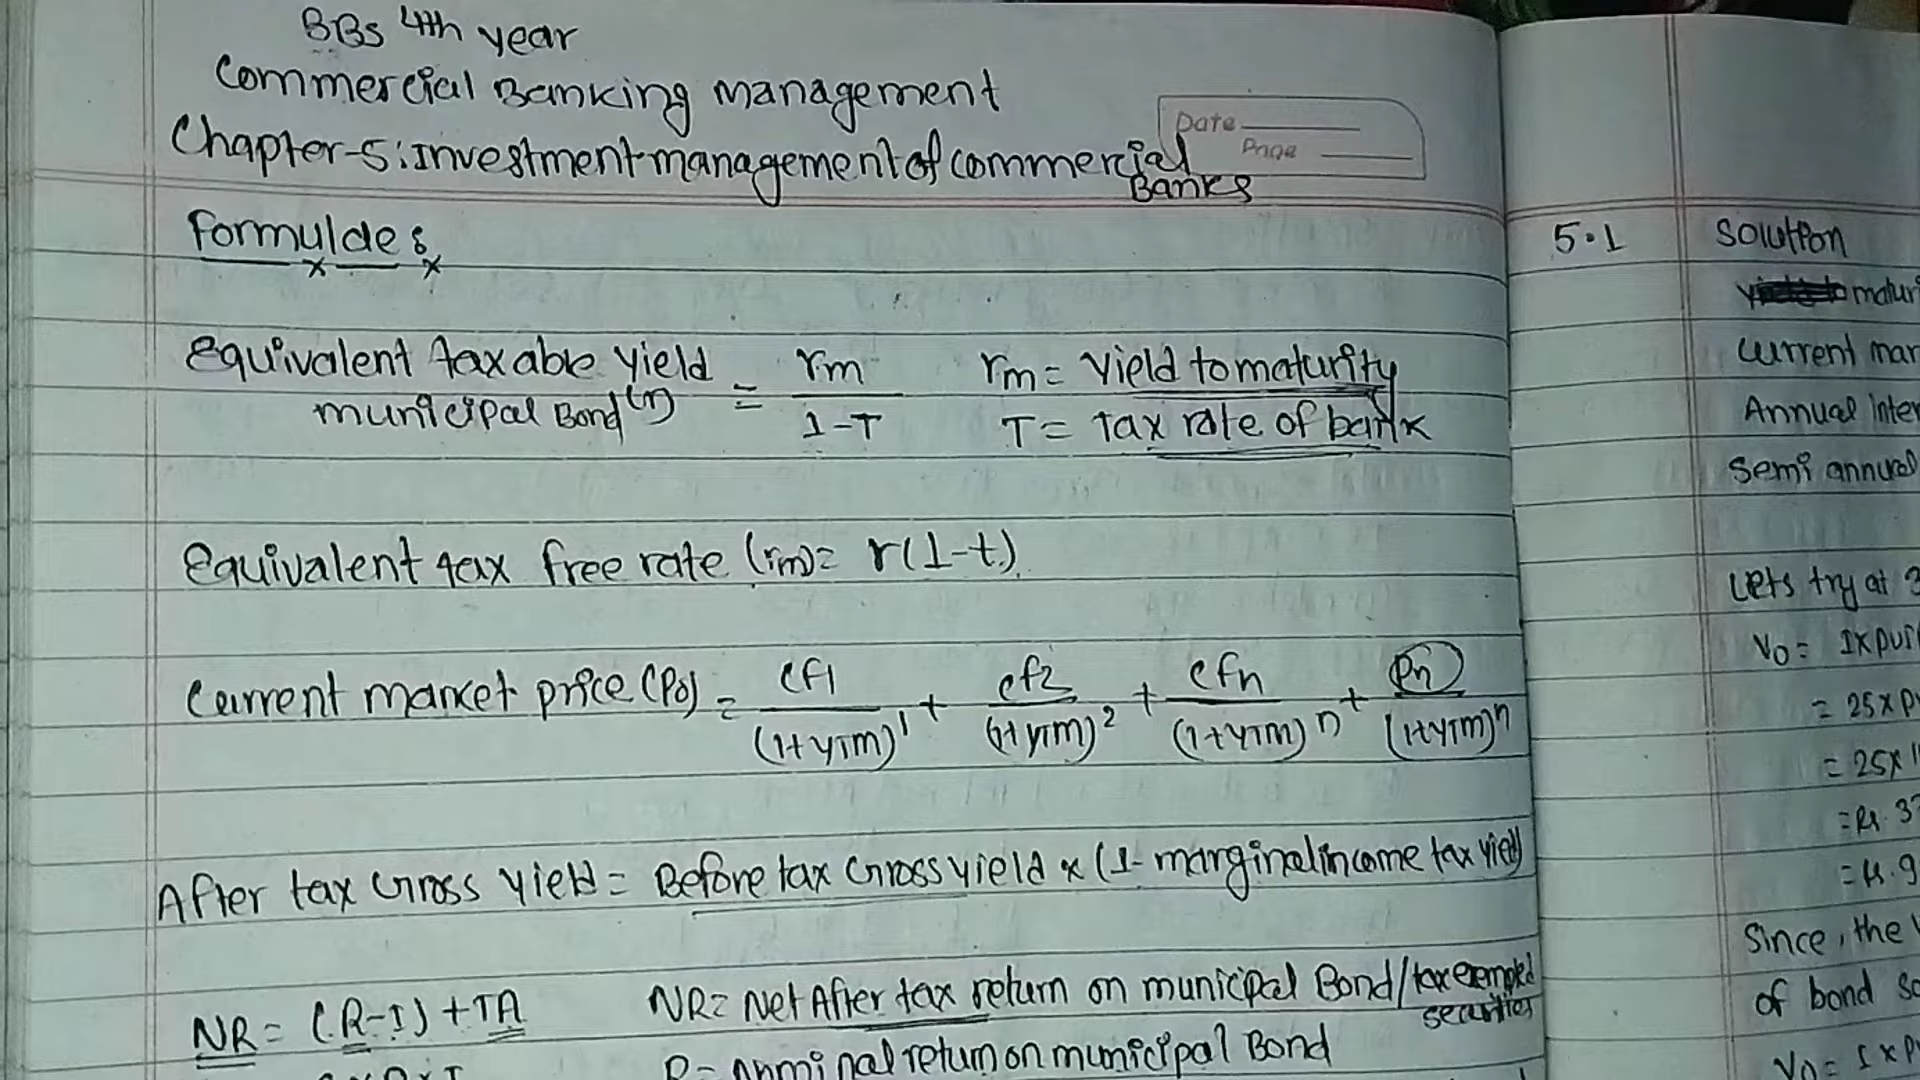 BBS 4th year
Commercial Banking management
Chapter-5: Investment management of commercial Banks
Date
Page
Formulae:
Equivalent taxable yield municipal Bond (r) = rm / 1-T
rm = yield to maturity
T = Tax rate of bank
Equivalent tax free rate (rm) = r(1-t)
Current market price (P0) = CF1/(1+YTM)^1 + CF2/(1+YTM)^2 + CFn/(1+YTM)^n + Pn/(1+YTM)^n
After tax Gross yield = Before tax Gross yield x (1- marginal income tax yield)
NR = (R-I) + TA
NR = Net After tax return on municipal Bond/tax exempted securities
R = Nominal return on municipal Bond
5.1 Solution
Current mar
Annual Inter
Semi annual
Lets try at 3
V0 = I x pvif
= 25 x pv
= 25 x
= Rs. 3
= Rs. 9
Since, the
of bond so
V0 = I x p